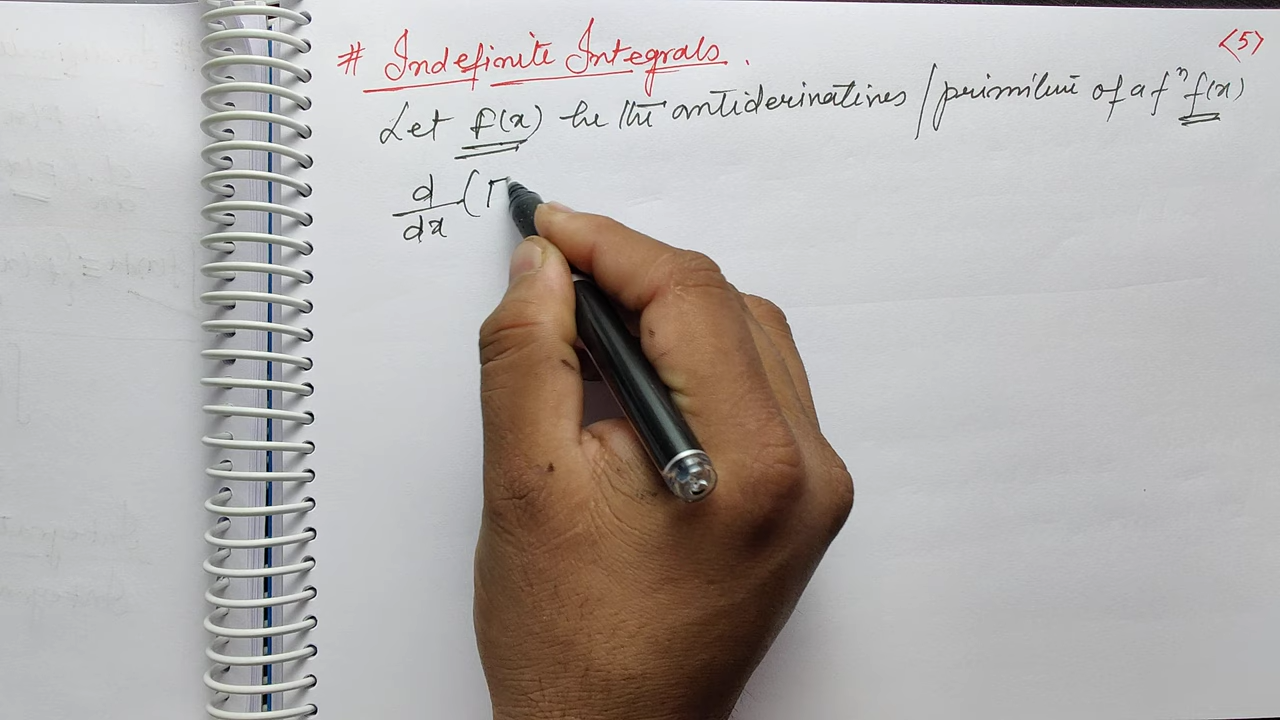 # Indefinite Integrals.
<5>
Let F(x) be the antiderivatives / primitive of a fⁿ f(x)
d/dx (F